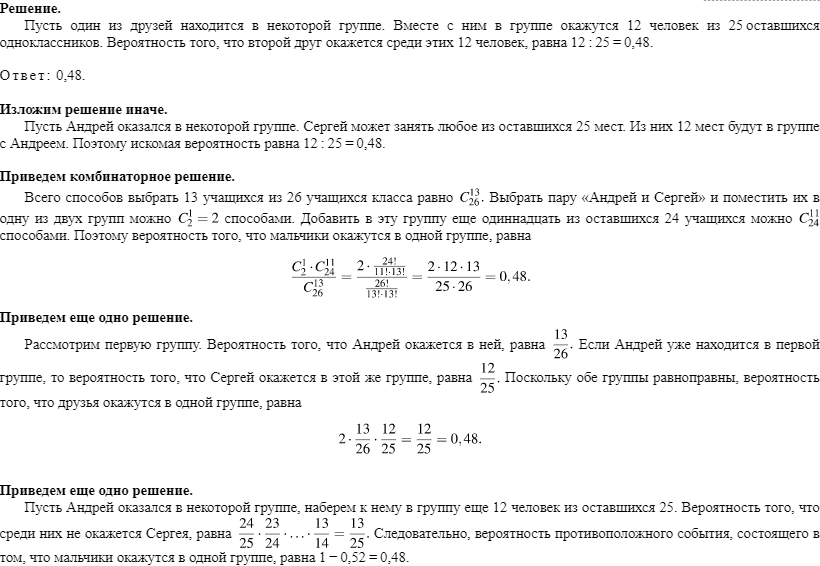 Решение.
Пусть один из друзей находится в некоторой группе. Вместе с ним в группе окажутся 12 человек из 25 оставшихся
одноклассников. Вероятность того, что второй друг окажется среди этих 12 человек, равна 12 : 25 = 0,48.
Ответ: 0,48.
Изложим решение иначе.
Пусть Андрей оказался в некоторой группе. Сергей может занять любое из оставшихся 25 мест. Из них 12 мест будут в группе
с Андреем. Поэтому искомая вероятность равна 12 : 25 = 0,48.
Приведем комбинаторное решение.
Всего способов выбрать 13 учащихся из 26 учащихся класса равно $C_{26}^{13}$. Выбрать пару «Андрей и Сергей» и поместить их в
одну из двух групп можно $C_2^1 = 2$ способами. Добавить в эту группу еще одиннадцать из оставшихся 24 учащихся можно $C_{24}^{11}$
способами. Поэтому вероятность того, что мальчики окажутся в одной группе, равна
$\frac{C_2^1 \cdot C_{24}^{11}}{C_{26}^{13}} = \frac{2 \cdot \frac{24!}{11! \cdot 13!}}{\frac{26!}{13! \cdot 13!}} = \frac{2 \cdot 12 \cdot 13}{25 \cdot 26} = 0,48.$
Приведем еще одно решение.
Рассмотрим первую группу. Вероятность того, что Андрей окажется в ней, равна $\frac{13}{26}$. Если Андрей уже находится в первой
группе, то вероятность того, что Сергей окажется в этой же группе, равна $\frac{12}{25}$. Поскольку обе группы равноправны, вероятность
того, что друзья окажутся в одной группе, равна
$2 \cdot \frac{13}{26} \cdot \frac{12}{25} = \frac{12}{25} = 0,48.$
Приведем еще одно решение.
Пусть Андрей оказался в некоторой группе, наберем к нему в группу еще 12 человек из оставшихся 25. Вероятность того, что
среди них не окажется Сергея, равна $\frac{24}{25} \cdot \frac{23}{24} \cdot \ldots \cdot \frac{13}{14} = \frac{13}{25}$. Следовательно, вероятность противоположного события, состоящего в
том, что мальчики окажутся в одной группе, равна 1 − 0,52 = 0,48.